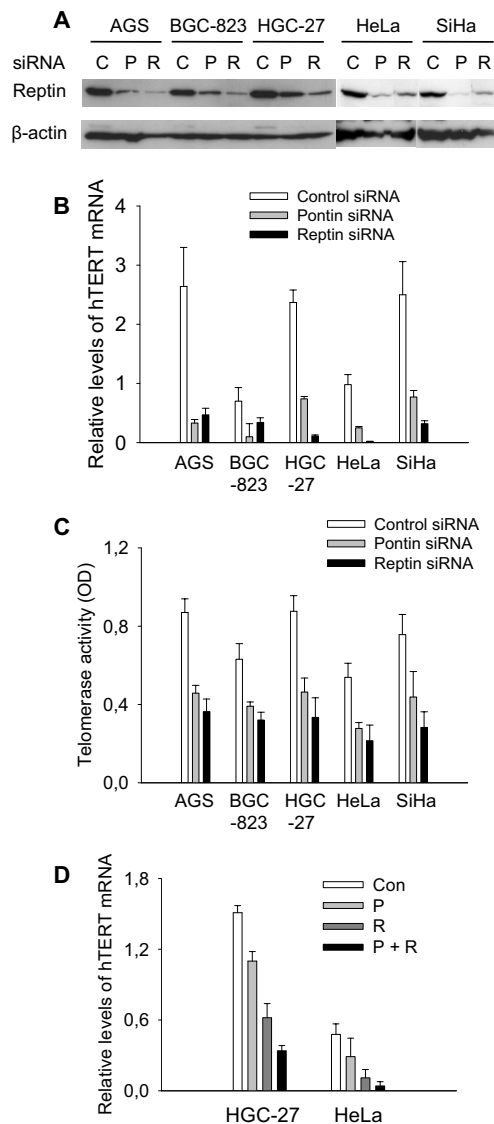 A
AGS BGC-823 HGC-27 HeLa SiHa
siRNA C P R C P R C P R C P R C P R
Reptin
β-actin
B
Control siRNA
Pontin siRNA
Reptin siRNA
Relative levels of hTERT mRNA
4
3
2
1
0
AGS BGC -823 HGC -27 HeLa SiHa
C
Control siRNA
Pontin siRNA
Reptin siRNA
Telomerase activity (OD)
1,2
0,8
0,4
0,0
AGS BGC -823 HGC -27 HeLa SiHa
D
Con
P
R
P + R
Relative levels of hTERT mRNA
1,8
1,2
0,6
0,0
HGC-27 HeLa